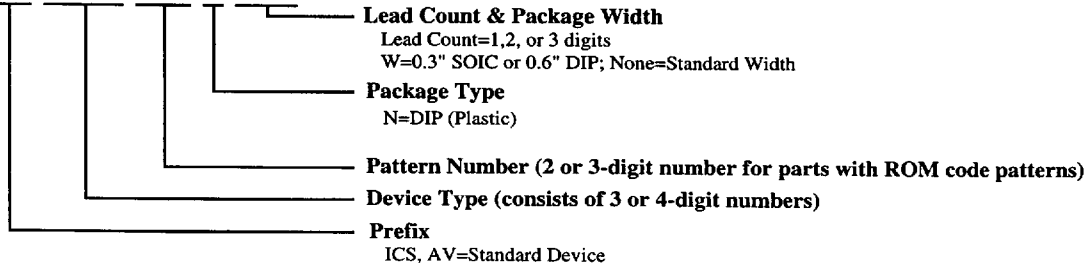 Lead Count & Package Width
Lead Count=1,2, or 3 digits
W=0.3" SOIC or 0.6" DIP; None=Standard Width
Package Type
N=DIP (Plastic)
Pattern Number (2 or 3-digit number for parts with ROM code patterns)
Device Type (consists of 3 or 4-digit numbers)
Prefix
ICS, AV=Standard Device